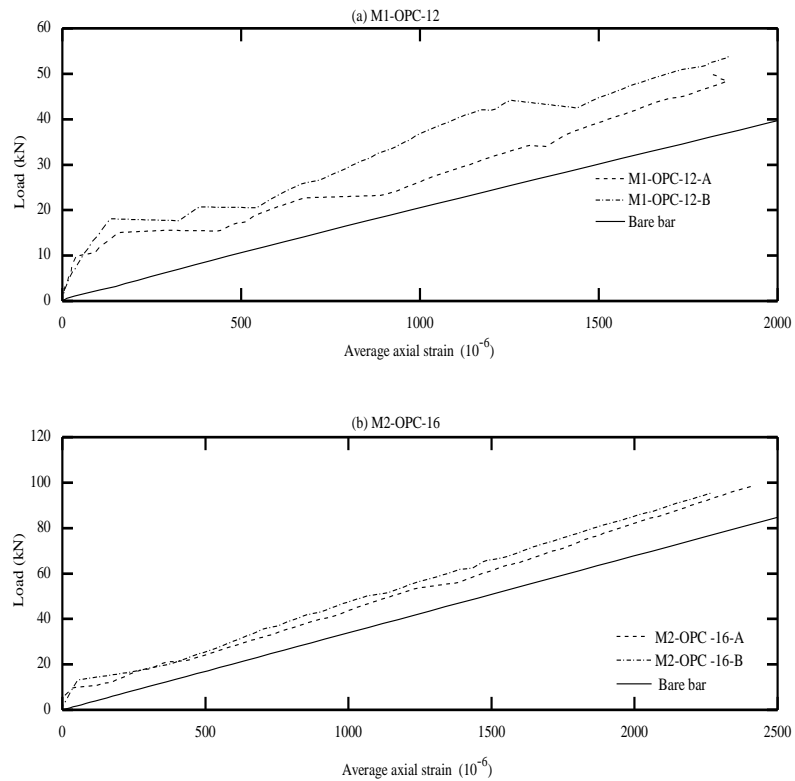 (a) M1-OPC-12
60
50
40
30
20
10
0
Load (kN)
M1-OPC-12-A
M1-OPC-12-B
Bare bar
0 500 1000 1500 2000
Average axial strain (10^-6)
(b) M2-OPC-16
120
100
80
60
40
20
0
Load (kN)
M2-OPC -16-A
M2-OPC -16-B
Bare bar
0 500 1000 1500 2000 2500
Average axial strain (10^-6)